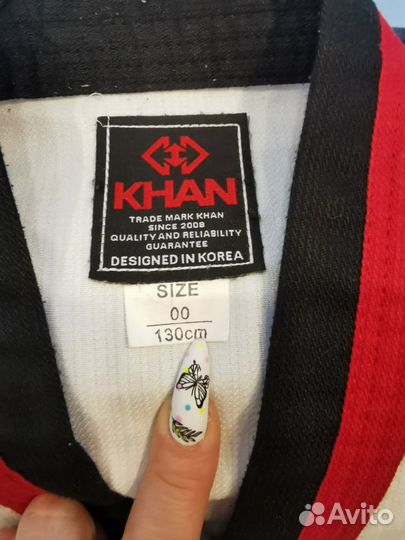 KHAN
TRADE MARK KHAN
SINCE 2008
QUALITY AND RELIABILITY
GUARANTEE
DESIGNED IN KOREA
SIZE
00
130cm
Avito